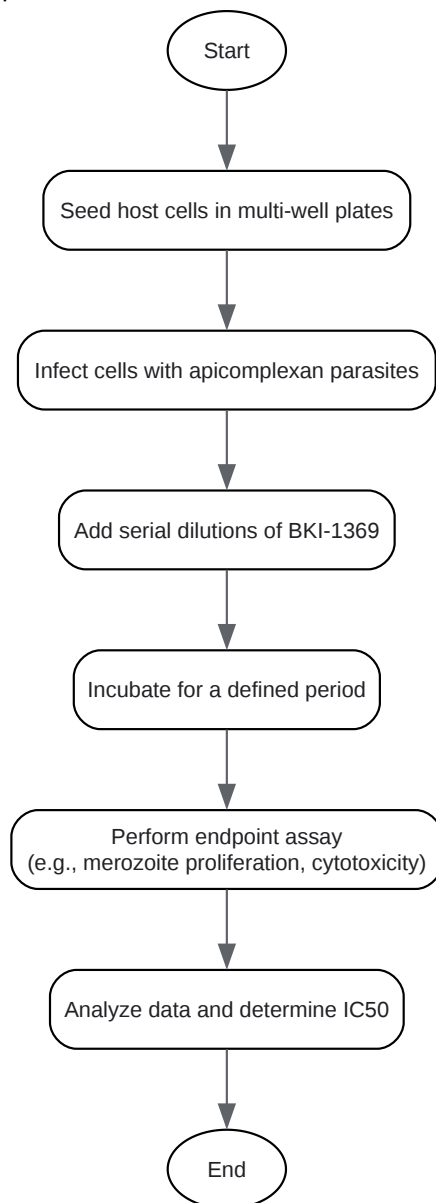 Start
Seed host cells in multi-well plates
Infect cells with apicomplexan parasites
Add serial dilutions of BKI-1369
Incubate for a defined period
Perform endpoint assay
(e.g., merozoite proliferation, cytotoxicity)
Analyze data and determine IC50
End